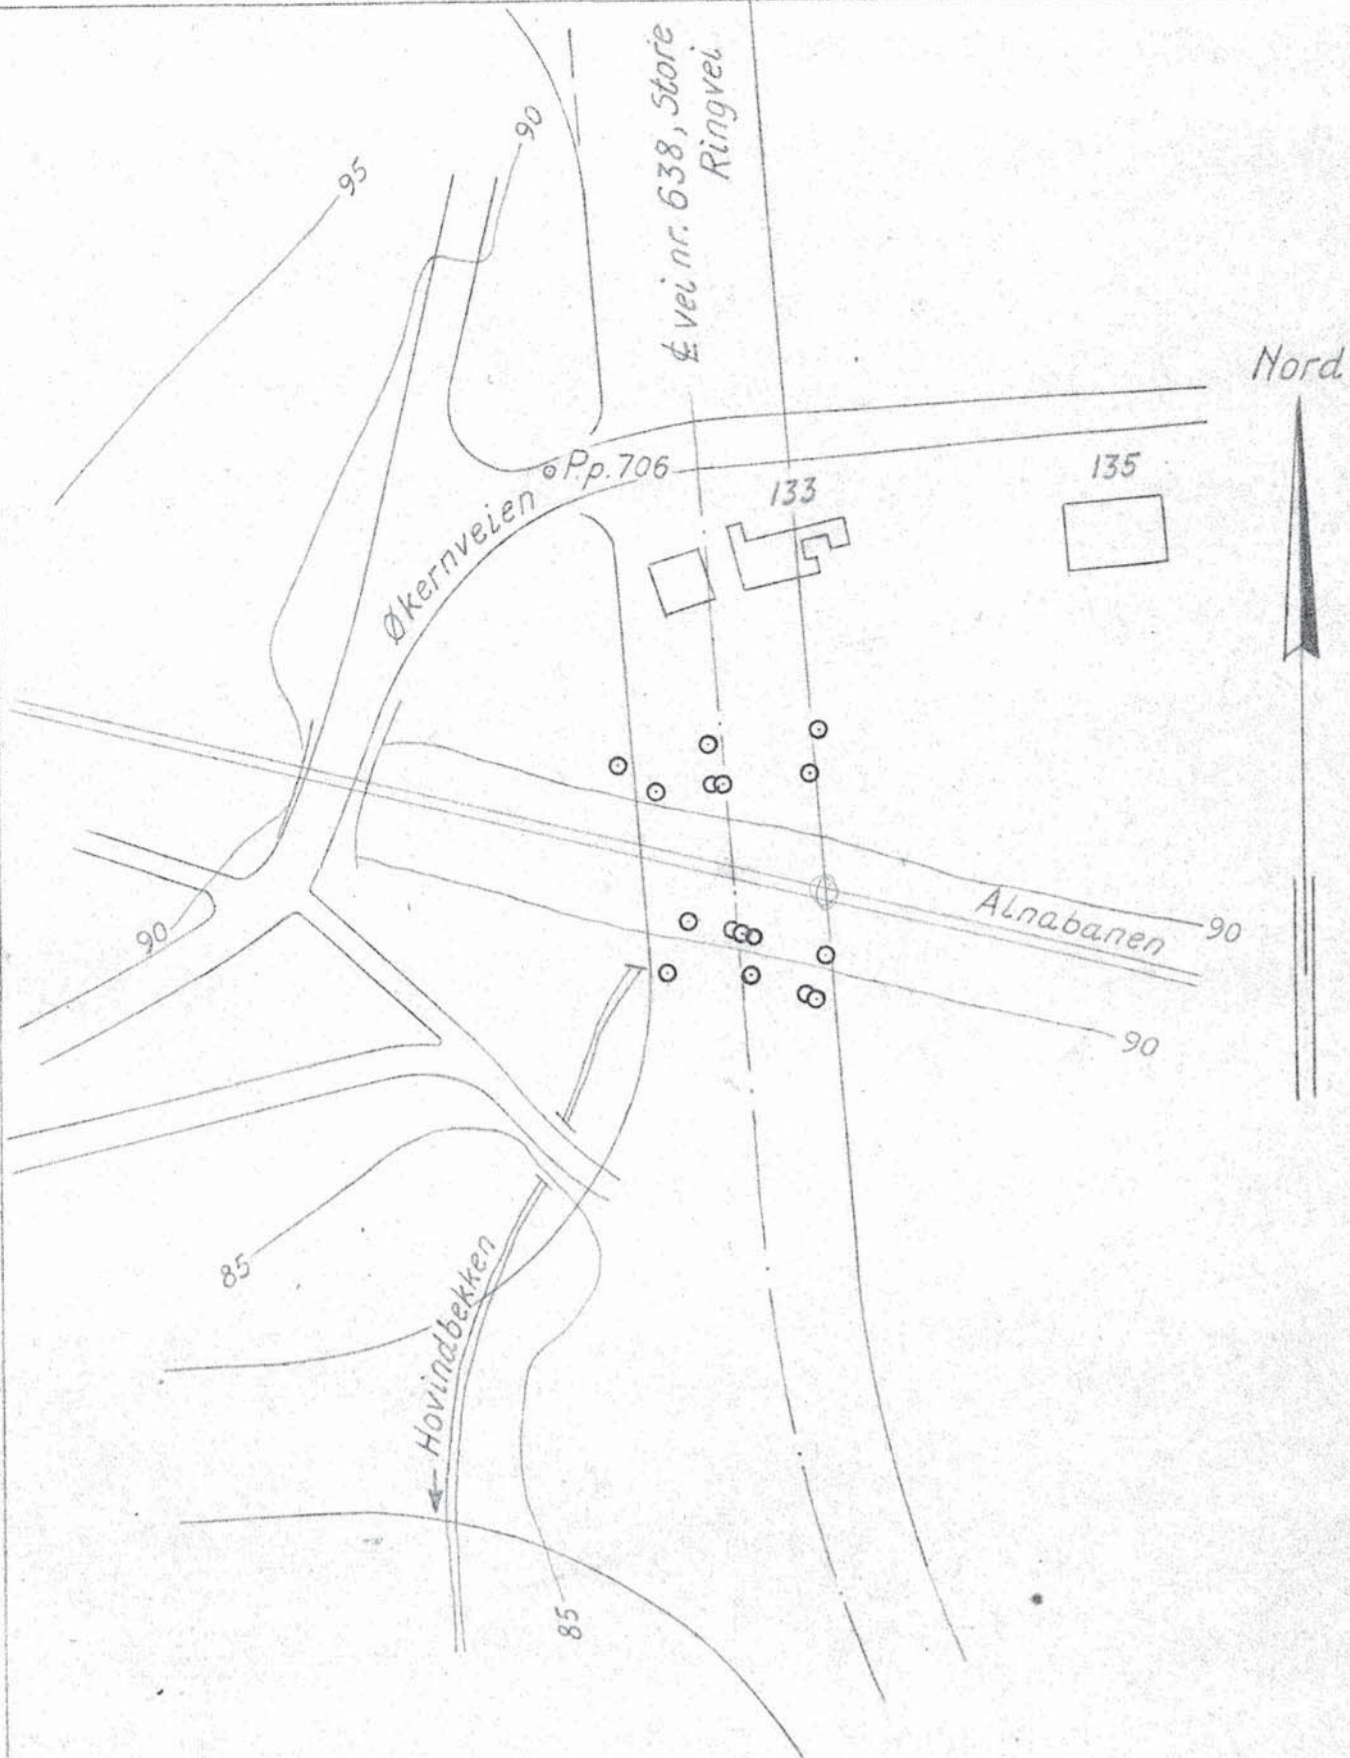 ℄ vei nr. 638, Store
Ringvei
90
95
Nord
Pp. 706
133
135
Økernveien
Alnabanen
90
90
90
85
← Hovindbekken
85